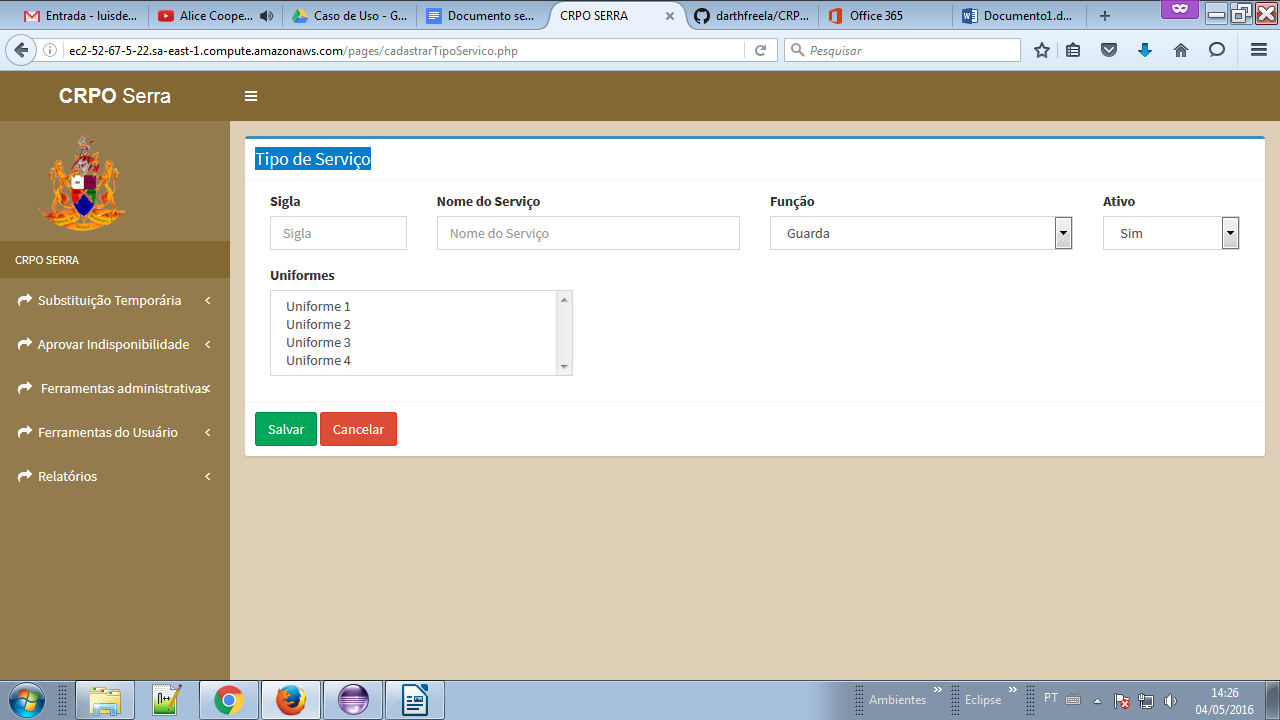 Entrada - luisde...
Alice Coope...
Caso de Uso - G...
Documento se...
CRPO SERRA
darthfreela/CRP...
Office 365
Documento1.d...
ec2-52-67-5-22.sa-east-1.compute.amazonaws.com/pages/cadastrarTipoServico.php
Pesquisar
CRPO Serra
Tipo de Serviço
Sigla
Nome do Serviço
Função
Ativo
Sigla
Nome do Serviço
Guarda
Sim
CRPO SERRA
Uniformes
Uniforme 1
Uniforme 2
Uniforme 3
Uniforme 4
Substituição Temporária
Aprovar Indisponibilidade
Ferramentas administrativas
Ferramentas do Usuário
Relatórios
Salvar
Cancelar
Ambientes
Eclipse
PT
14:26
04/05/2016